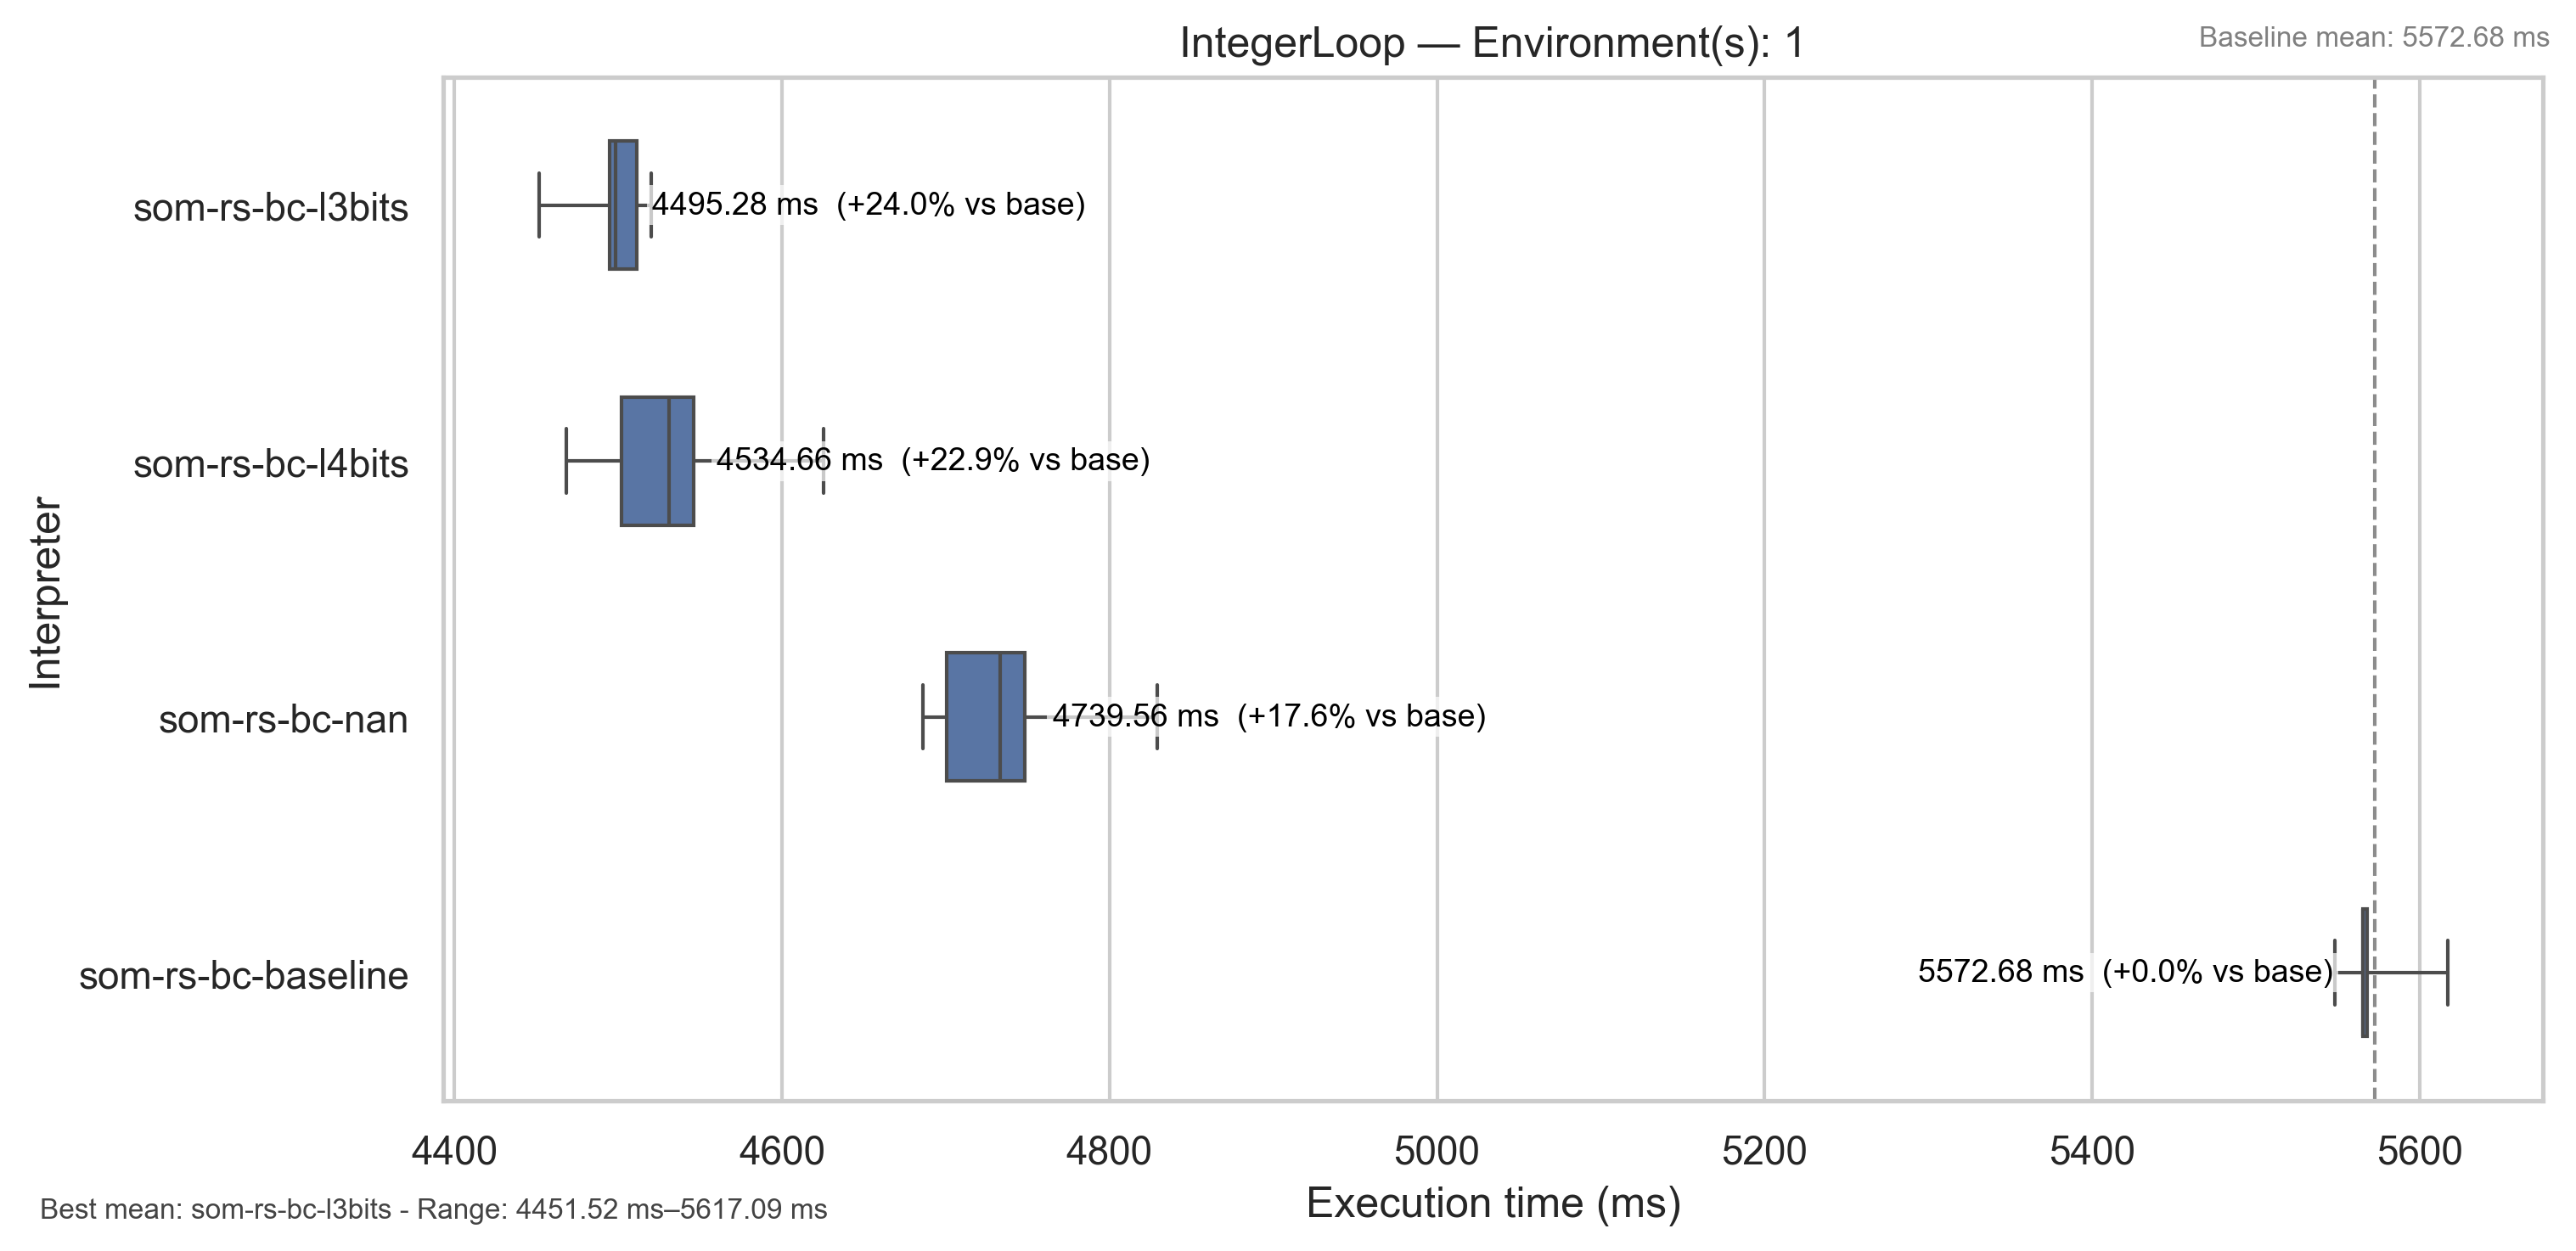 IntegerLoop — Environment(s): 1
Baseline mean: 5572.68 ms
Interpreter
som-rs-bc-l3bits
4495.28 ms  (+24.0% vs base)
som-rs-bc-l4bits
4534.66 ms  (+22.9% vs base)
som-rs-bc-nan
4739.56 ms  (+17.6% vs base)
som-rs-bc-baseline
5572.68 ms  (+0.0% vs base)
4400 4600 4800 5000 5200 5400 5600
Execution time (ms)
Best mean: som-rs-bc-l3bits - Range: 4451.52 ms–5617.09 ms